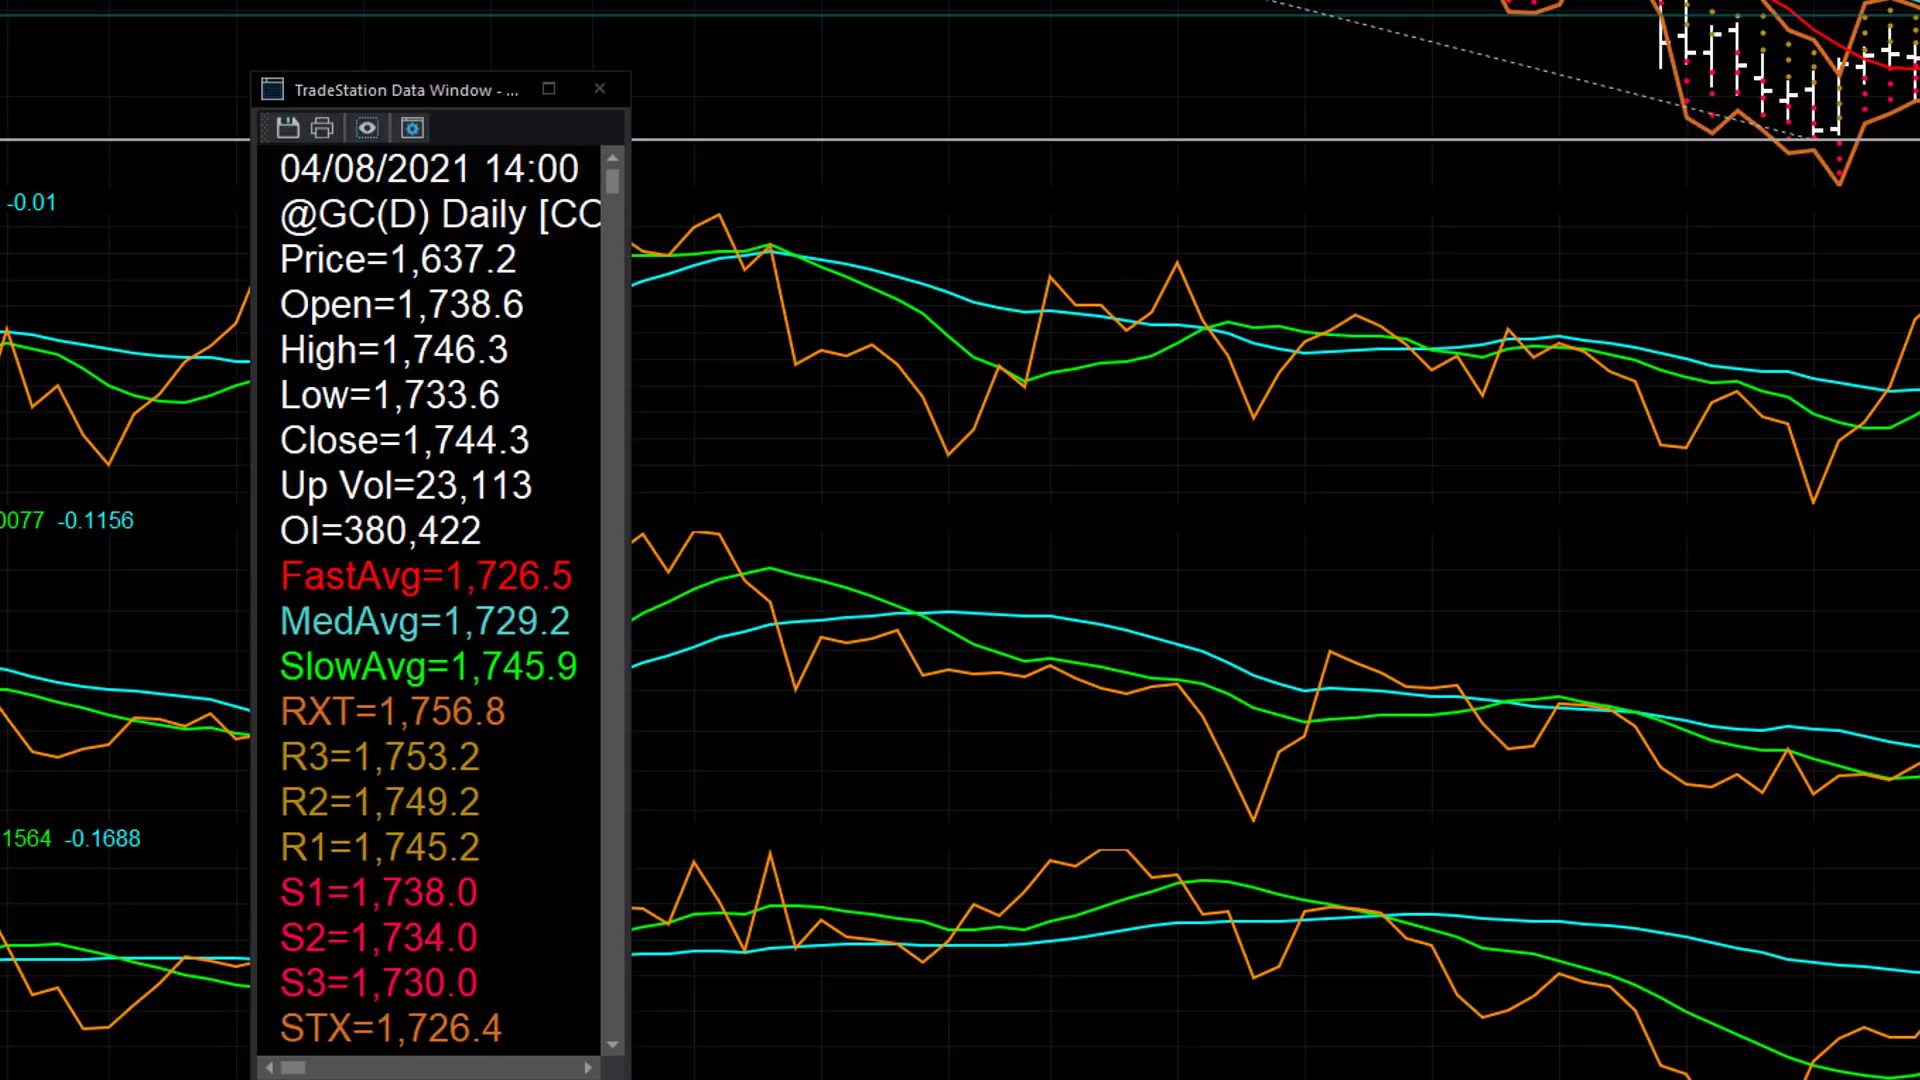 TradeStation Data Window - ...
04/08/2021 14:00
@GC(D) Daily [CC
Price=1,637.2
Open=1,738.6
High=1,746.3
Low=1,733.6
Close=1,744.3
Up Vol=23,113
OI=380,422
FastAvg=1,726.5
MedAvg=1,729.2
SlowAvg=1,745.9
RXT=1,756.8
R3=1,753.2
R2=1,749.2
R1=1,745.2
S1=1,738.0
S2=1,734.0
S3=1,730.0
STX=1,726.4
-0.01
0077 -0.1156
1564 -0.1688